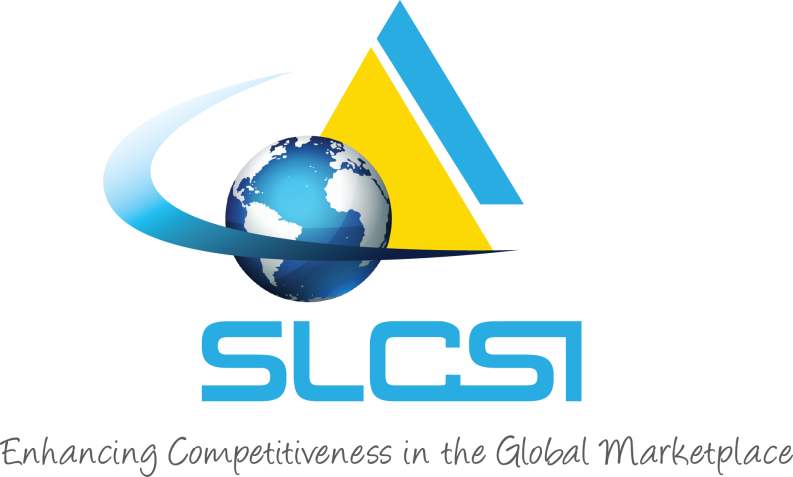 SLCSI
Enhancing Competitiveness in the Global Marketplace